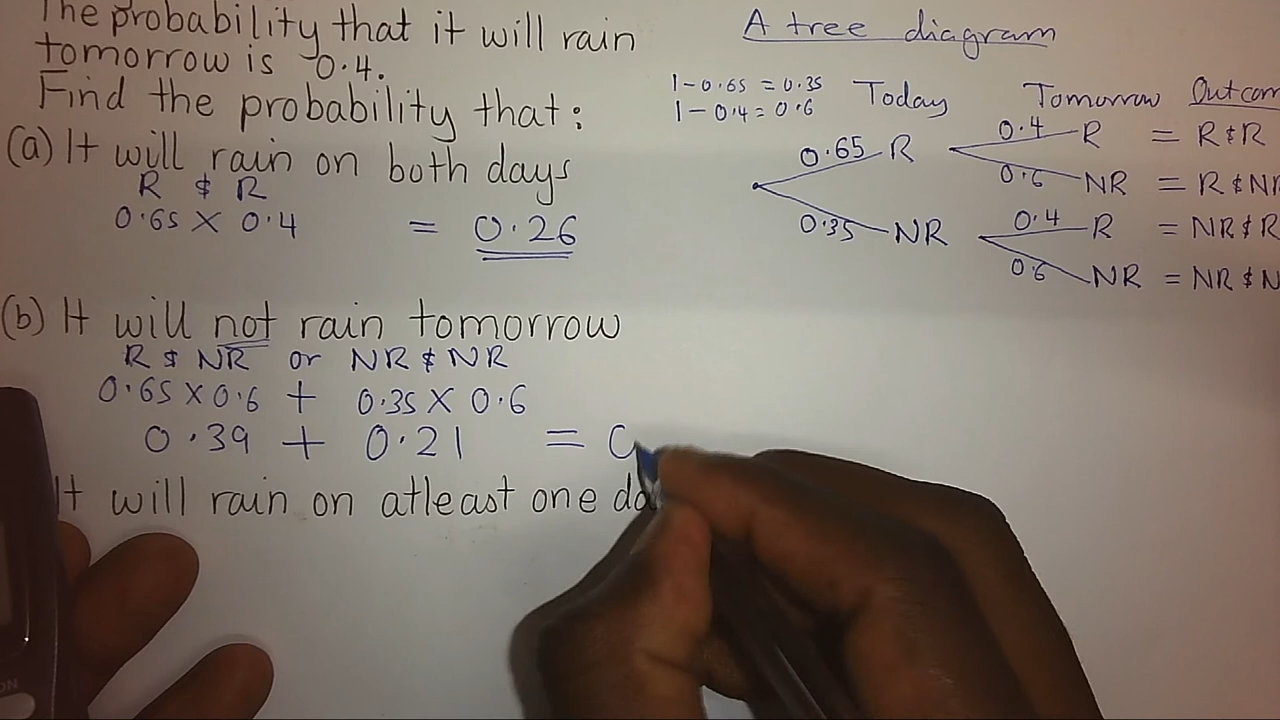 The probability that it will rain
tomorrow is 0.4.
Find the probability that:
(a) It will rain on both days
R & R
0.65 X 0.4 = 0.26
(b) It will not rain tomorrow
R & NR or NR & NR
0.65 X 0.6 + 0.35 X 0.6
0.39 + 0.21 = 0
It will rain on atleast one da
A tree diagram
1-0.65 = 0.35
1-0.4 = 0.6
Today Tomorrow Outcom
0.65 R 0.4 R = R & R
0.6 NR = R & NR
0.35 NR 0.4 R = NR & R
0.6 NR = NR & N
ON